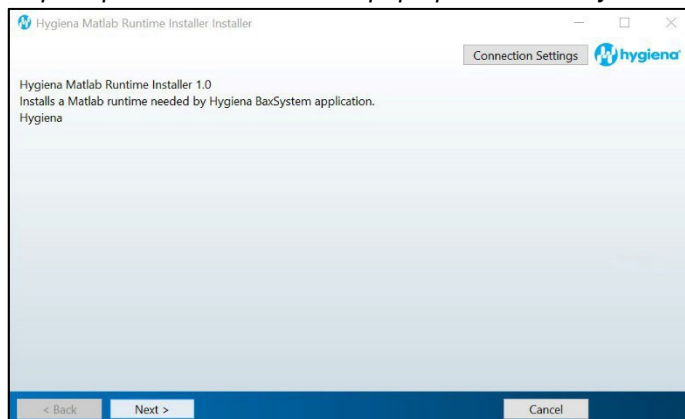 Hygiena Matlab Runtime Installer Installer
Connection Settings
hygiena
Hygiena Matlab Runtime Installer 1.0
Installs a Matlab runtime needed by Hygiena BaxSystem application.
Hygiena
< Back
Next >
Cancel